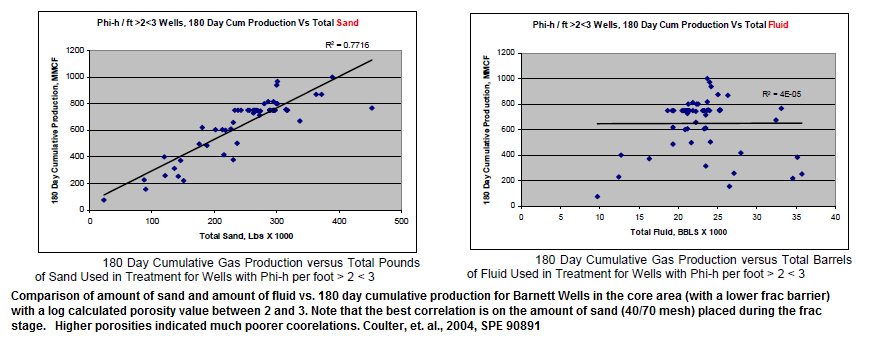 Phi-h / ft >2<3 Wells, 180 Day Cum Production Vs Total Sand
R² = 0.7716
1200
1000
800
600
400
200
0
180 Day Cumulative Production, MMCF
0 100 200 300 400 500
Total Sand, Lbs X 1000
180 Day Cumulative Gas Production versus Total Pounds
of Sand Used in Treatment for Wells with Phi-h per foot > 2 < 3
Phi-h / ft >2<3 Wells, 180 Day Cum Production Vs Total Fluid
R² = 4E-05
1200
1000
800
600
400
200
0
180 Day Cumulative Production, MMCF
0 5 10 15 20 25 30 35 40
Total Fluid, BBLS X 1000
180 Day Cumulative Gas Production versus Total Barrels
of Fluid Used in Treatment for Wells with Phi-h per foot > 2 < 3
Comparison of amount of sand and amount of fluid vs. 180 day cumulative production for Barnett Wells in the core area (with a lower frac barrier)
with a log calculated porosity value between 2 and 3. Note that the best correlation is on the amount of sand (40/70 mesh) placed during the frac
stage. Higher porosities indicated much poorer coorelations. Coulter, et. al., 2004, SPE 90891